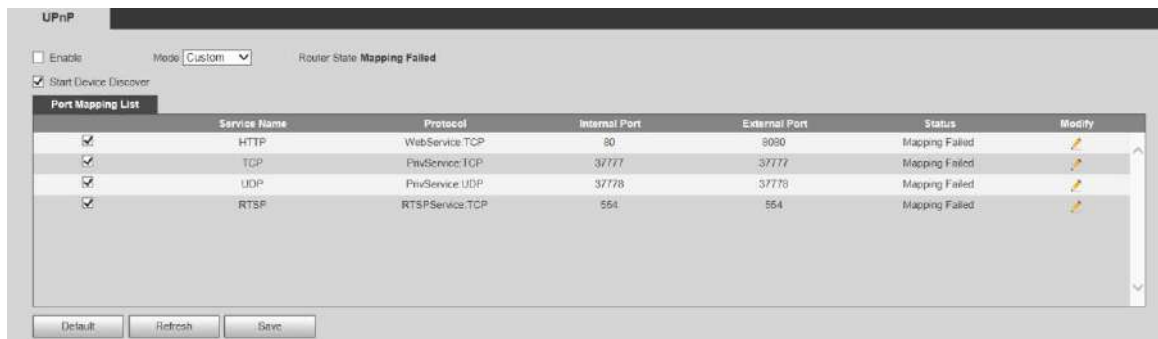 UPnP
Enable Mode Custom Router State Mapping Failed
Start Device Discover
Port Mapping List
Service Name Protocol Internal Port External Port Status Modify
HTTP WebService:TCP 80 8080 Mapping Failed
TCP PrivService:TCP 37777 37777 Mapping Failed
UDP PrivService:UDP 37778 37778 Mapping Failed
RTSP RTSPService:TCP 554 554 Mapping Failed
Default Refresh Save